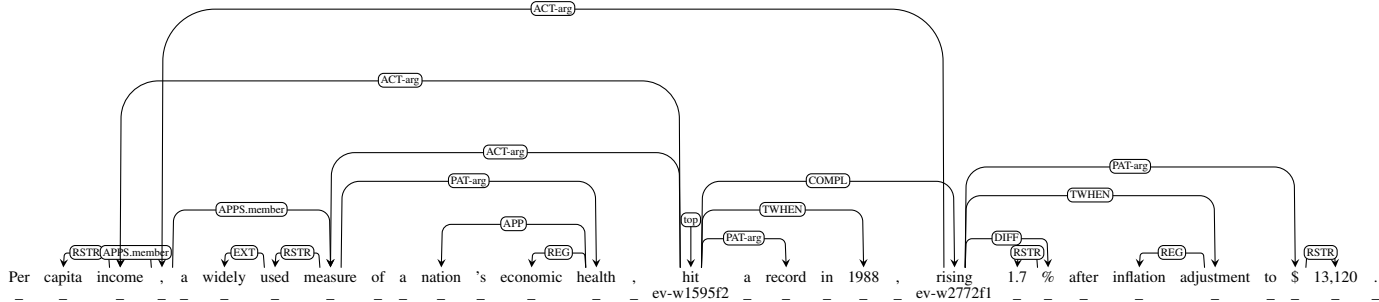 ACT-arg
ACT-arg
ACT-arg
PAT-arg PAT-arg
COMPL TWHEN
APPS.member top TWHEN
APP PAT-arg DIFF
RSTR APPS.member EXT RSTR REG RSTR REG RSTR
Per capita income , a widely used measure of a nation 's economic health , hit a record in 1988 , rising 1.7 % after inflation adjustment to $ 13,120 .
_ _ _ _ _ _ _ _ _ _ _ _ _ _ _ ev-w1595f2 _ _ _ _ _ ev-w2772f1 _ _ _ _ _ _ _ _ _